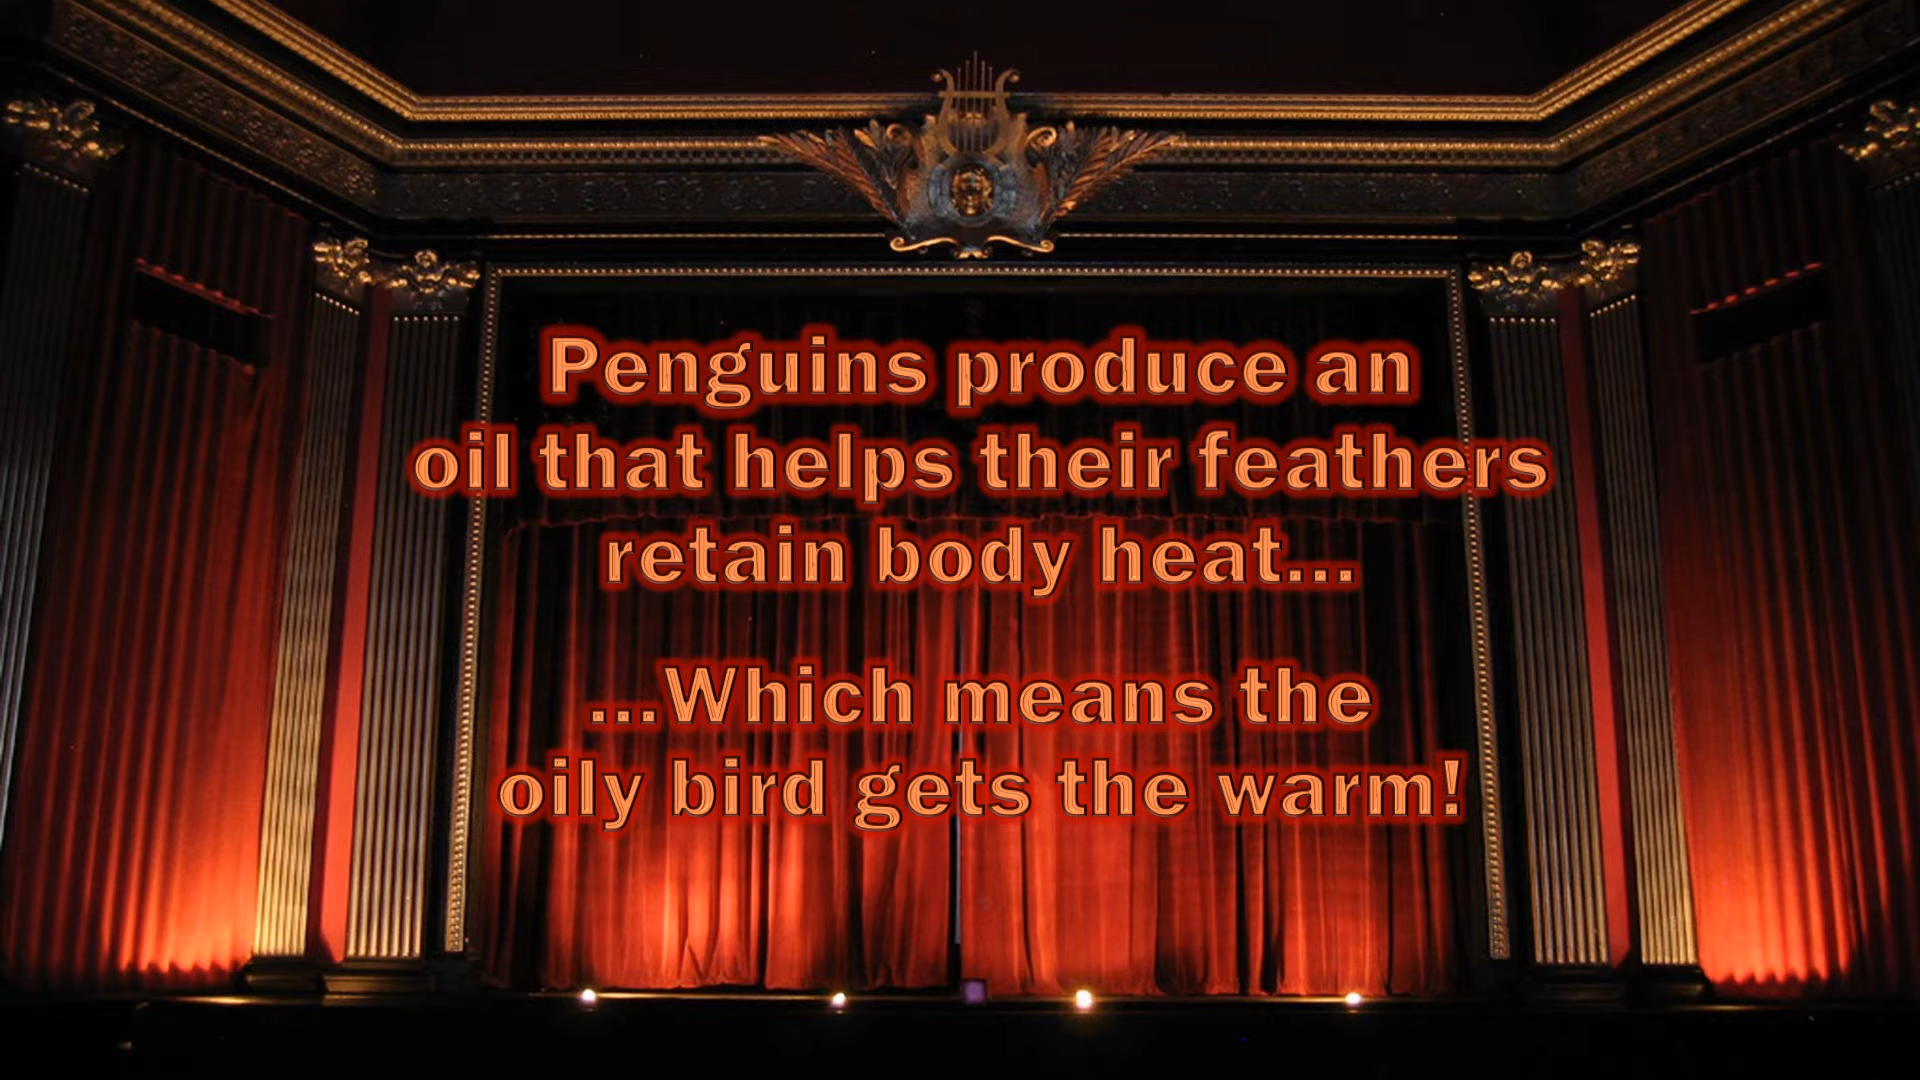 Penguins produce an
oil that helps their feathers
retain body heat...
...Which means the
oily bird gets the warm!